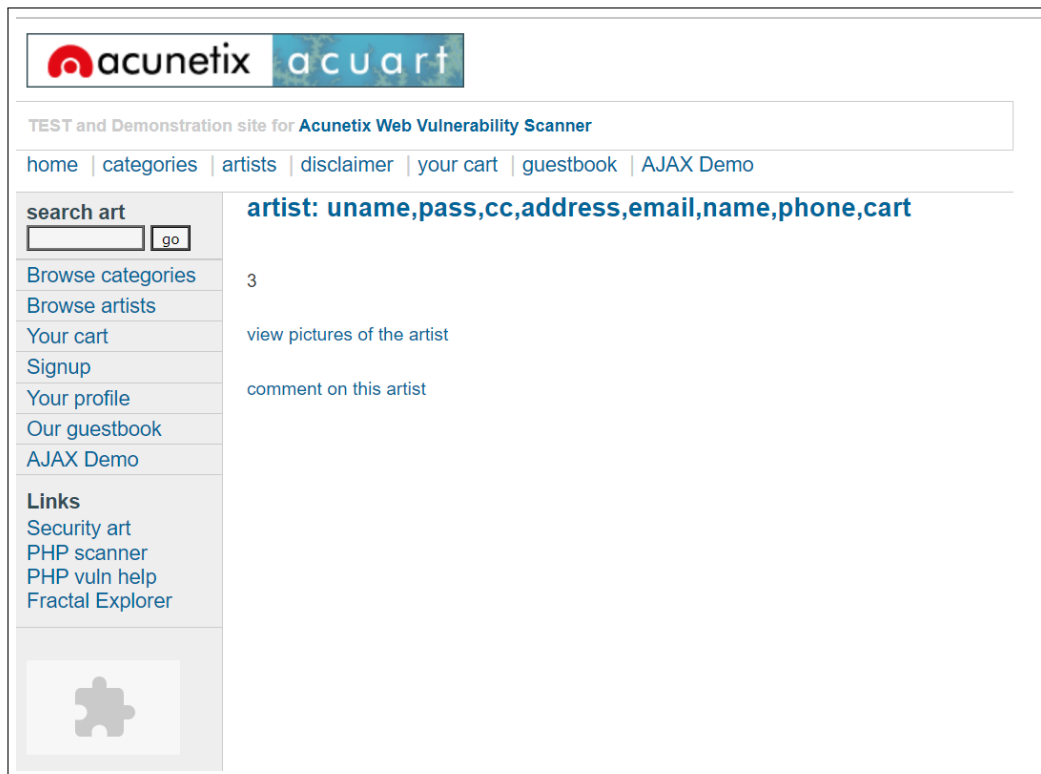 acunetix acuart
TEST and Demonstration site for Acunetix Web Vulnerability Scanner
home | categories | artists | disclaimer | your cart | guestbook | AJAX Demo
search art
go
Browse categories
Browse artists
Your cart
Signup
Your profile
Our guestbook
AJAX Demo
Links
Security art
PHP scanner
PHP vuln help
Fractal Explorer
artist: uname,pass,cc,address,email,name,phone,cart
3
view pictures of the artist
comment on this artist